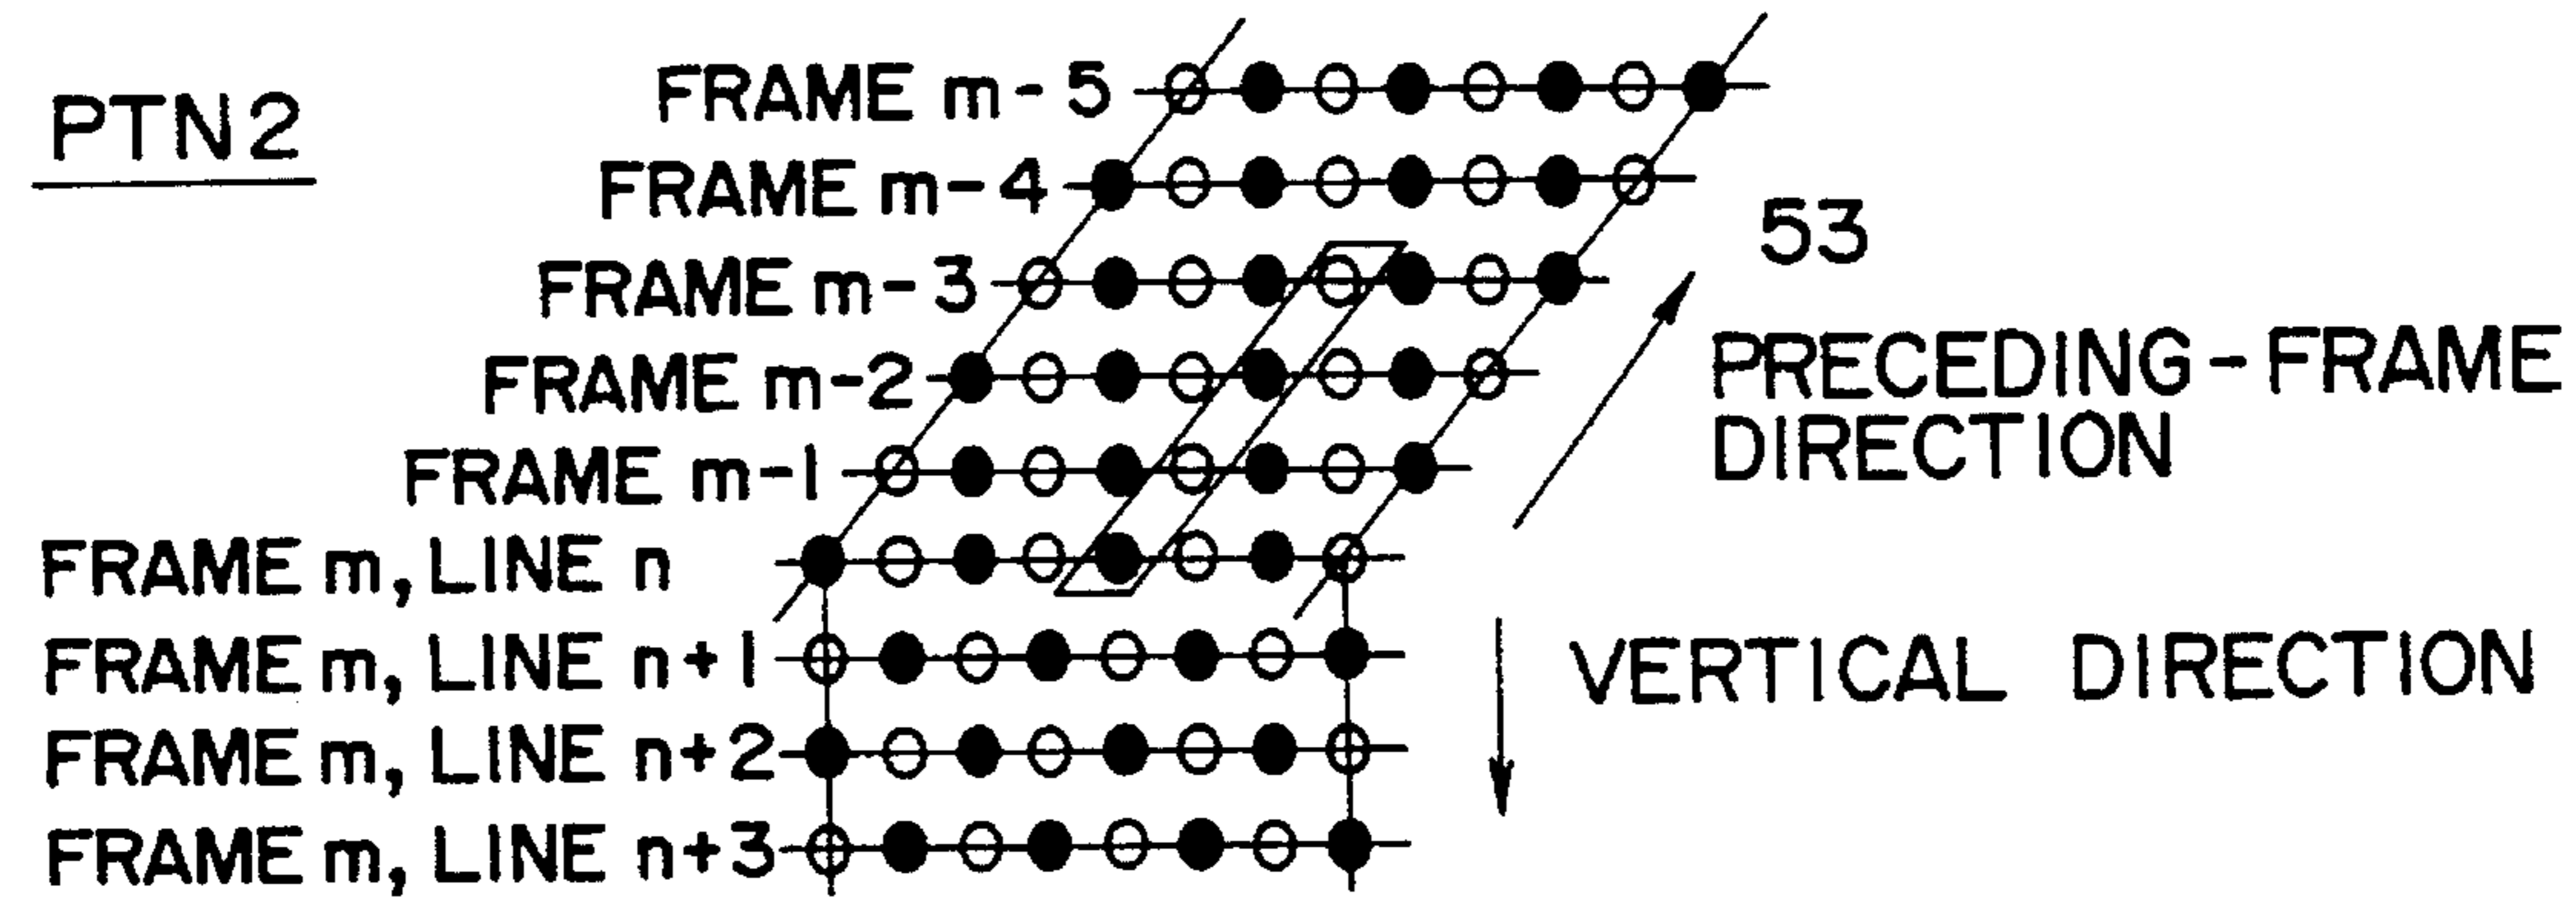 PTN2
FRAME m-5
FRAME m-4
FRAME m-3
FRAME m-2
FRAME m-1
FRAME m, LINE n
FRAME m, LINE n+1
FRAME m, LINE n+2
FRAME m, LINE n+3
53
PRECEDING-FRAME
DIRECTION
VERTICAL DIRECTION